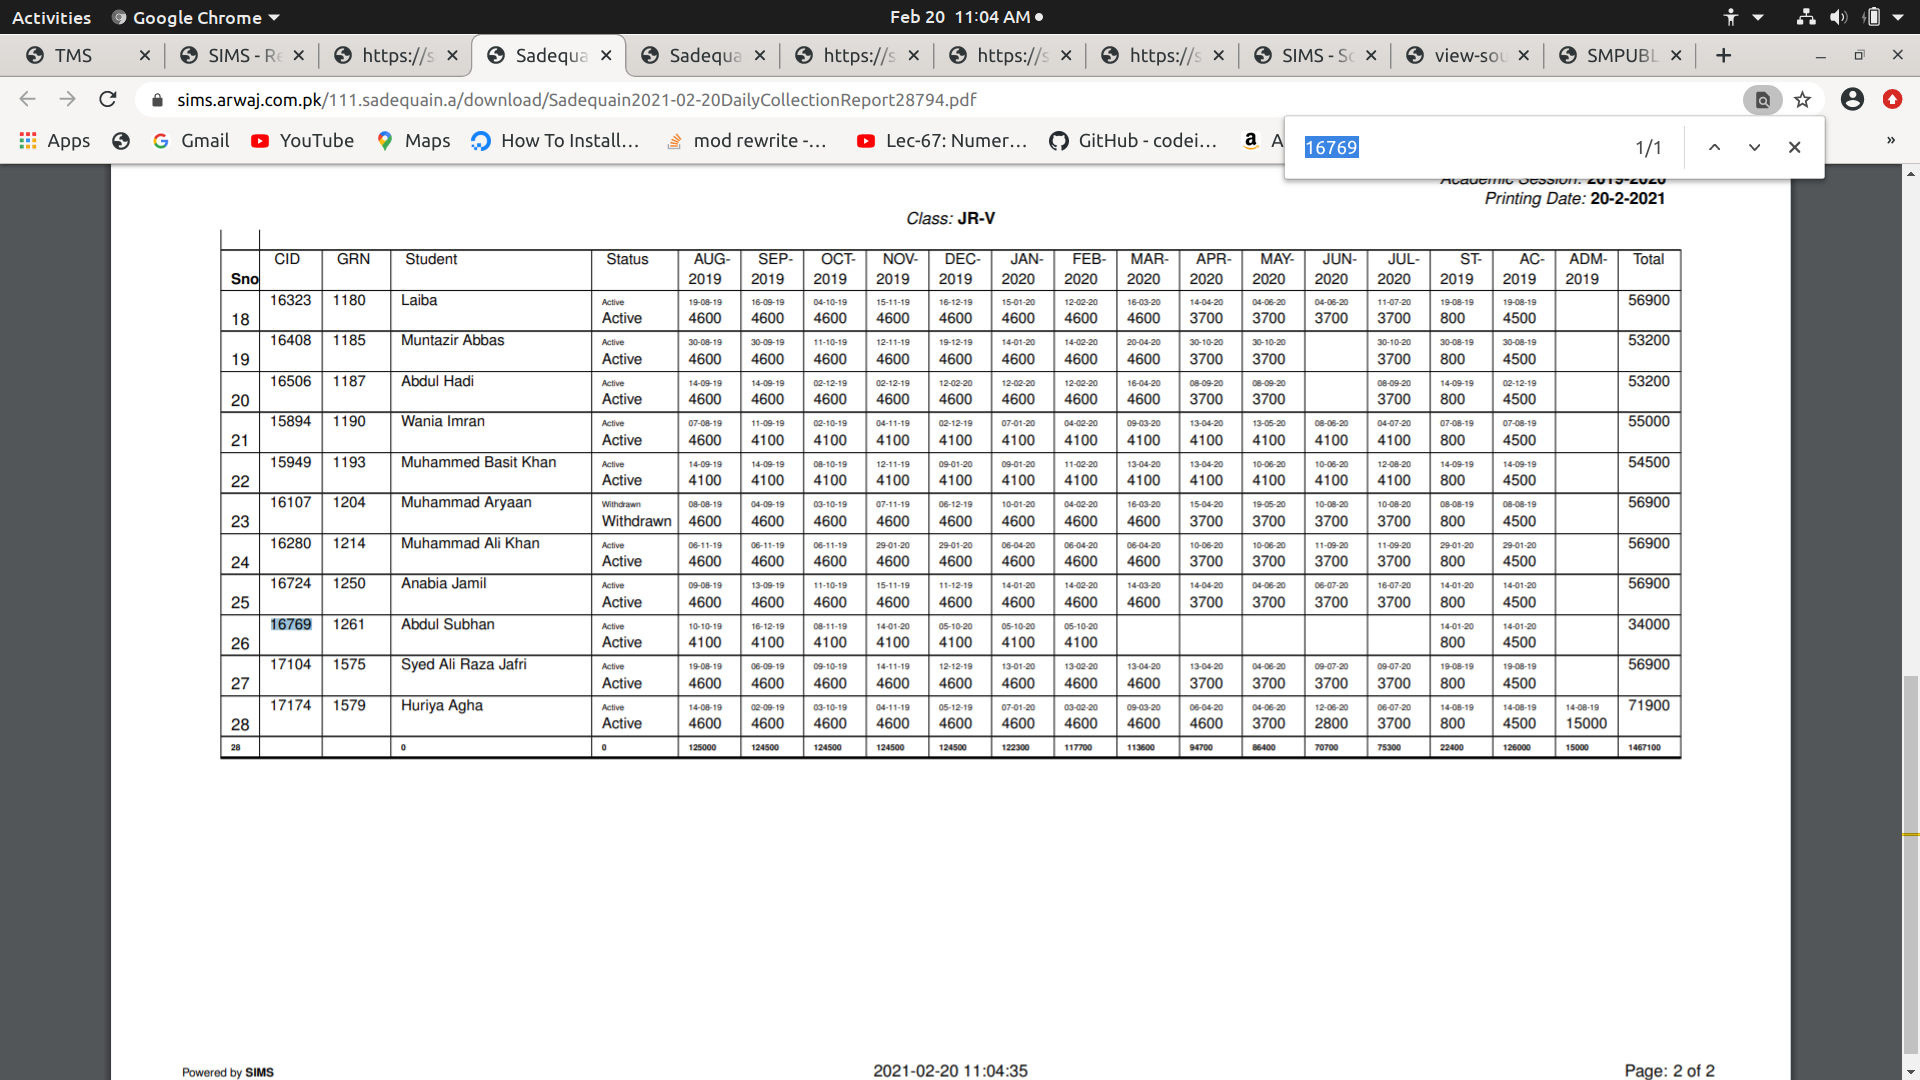 Activities Google Chrome Feb 20 11:04 AM
TMS SIMS - Re https://s Sadequa Sadequa https://s https://s https://s SIMS - Sc view-sou SMPUBL
sims.arwaj.com.pk/111.sadequain.a/download/Sadequain2021-02-20DailyCollectionReport28794.pdf
Apps Gmail YouTube Maps How To Install... mod rewrite -... Lec-67: Numer... GitHub - codei... A »
16769 1/1
Academic Session: 2019-2020
Printing Date: 20-2-2021
Class: JR-V
Sno CID GRN Student Status AUG-2019 SEP-2019 OCT-2019 NOV-2019 DEC-2019 JAN-2020 FEB-2020 MAR-2020 APR-2020 MAY-2020 JUN-2020 JUL-2020 ST-2019 AC-2019 ADM-2019 Total
16323 1180 Laiba Active 19-08-19 16-09-19 04-10-19 15-11-19 16-12-19 15-01-20 12-02-20 16-03-20 14-04-20 04-06-20 04-06-20 11-07-20 19-08-19 19-08-19 56900
18 Active 4600 4600 4600 4600 4600 4600 4600 4600 3700 3700 3700 3700 800 4500
16408 1185 Muntazir Abbas Active 30-08-19 30-09-19 11-10-19 12-11-19 19-12-19 14-01-20 14-02-20 20-04-20 30-10-20 30-10-20 30-10-20 30-08-19 30-08-19 53200
19 Active 4600 4600 4600 4600 4600 4600 4600 4600 3700 3700 3700 800 4500
16506 1187 Abdul Hadi Active 14-09-19 14-09-19 02-12-19 02-12-19 12-02-20 12-02-20 12-02-20 16-04-20 08-09-20 08-09-20 08-09-20 14-09-19 02-12-19 53200
20 Active 4600 4600 4600 4600 4600 4600 4600 4600 3700 3700 3700 800 4500
15894 1190 Wania Imran Active 07-08-19 11-09-19 02-10-19 04-11-19 02-12-19 07-01-20 04-02-20 09-03-20 13-04-20 13-05-20 08-06-20 04-07-20 07-08-19 07-08-19 55000
21 Active 4600 4100 4100 4100 4100 4100 4100 4100 4100 4100 4100 4100 800 4500
15949 1193 Muhammed Basit Khan Active 14-09-19 14-09-19 08-10-19 12-11-19 09-01-20 09-01-20 11-02-20 13-04-20 13-04-20 10-06-20 10-06-20 12-08-20 14-09-19 14-09-19 54500
22 Active 4100 4100 4100 4100 4100 4100 4100 4100 4100 4100 4100 4100 800 4500
16107 1204 Muhammad Aryaan Withdrawn 08-08-19 04-09-19 03-10-19 07-11-19 06-12-19 10-01-20 04-02-20 16-03-20 15-04-20 19-05-20 10-08-20 10-08-20 08-08-19 08-08-19 56900
23 Withdrawn 4600 4600 4600 4600 4600 4600 4600 4600 3700 3700 3700 3700 800 4500
16280 1214 Muhammad Ali Khan Active 06-11-19 06-11-19 06-11-19 29-01-20 29-01-20 06-04-20 06-04-20 06-04-20 10-06-20 10-06-20 11-09-20 11-09-20 29-01-20 29-01-20 56900
24 Active 4600 4600 4600 4600 4600 4600 4600 4600 3700 3700 3700 3700 800 4500
16724 1250 Anabia Jamil Active 09-08-19 13-09-19 11-10-19 15-11-19 11-12-19 14-01-20 14-02-20 14-03-20 14-04-20 04-06-20 06-07-20 16-07-20 14-01-20 14-01-20 56900
25 Active 4600 4600 4600 4600 4600 4600 4600 4600 3700 3700 3700 3700 800 4500
16769 1261 Abdul Subhan Active 10-10-19 16-12-19 08-11-19 14-01-20 05-10-20 05-10-20 05-10-20 14-01-20 14-01-20 34000
26 Active 4100 4100 4100 4100 4100 4100 4100 800 4500
17104 1575 Syed Ali Raza Jafri Active 19-08-19 06-09-19 09-10-19 14-11-19 12-12-19 13-01-20 13-02-20 13-04-20 13-04-20 04-06-20 09-07-20 09-07-20 19-08-19 19-08-19 56900
27 Active 4600 4600 4600 4600 4600 4600 4600 4600 3700 3700 3700 3700 800 4500
17174 1579 Huriya Agha Active 14-08-19 02-09-19 03-10-19 04-11-19 05-12-19 07-01-20 03-02-20 09-03-20 06-04-20 04-06-20 12-06-20 06-07-20 14-08-19 14-08-19 14-08-19 71900
28 Active 4600 4600 4600 4600 4600 4600 4600 4600 4600 3700 2800 3700 800 4500 15000
28 0 0 125000 124500 124500 124500 124500 122300 117700 113600 94700 86400 70700 75300 22400 126000 15000 1467100
Powered by SIMS 2021-02-20 11:04:35 Page: 2 of 2